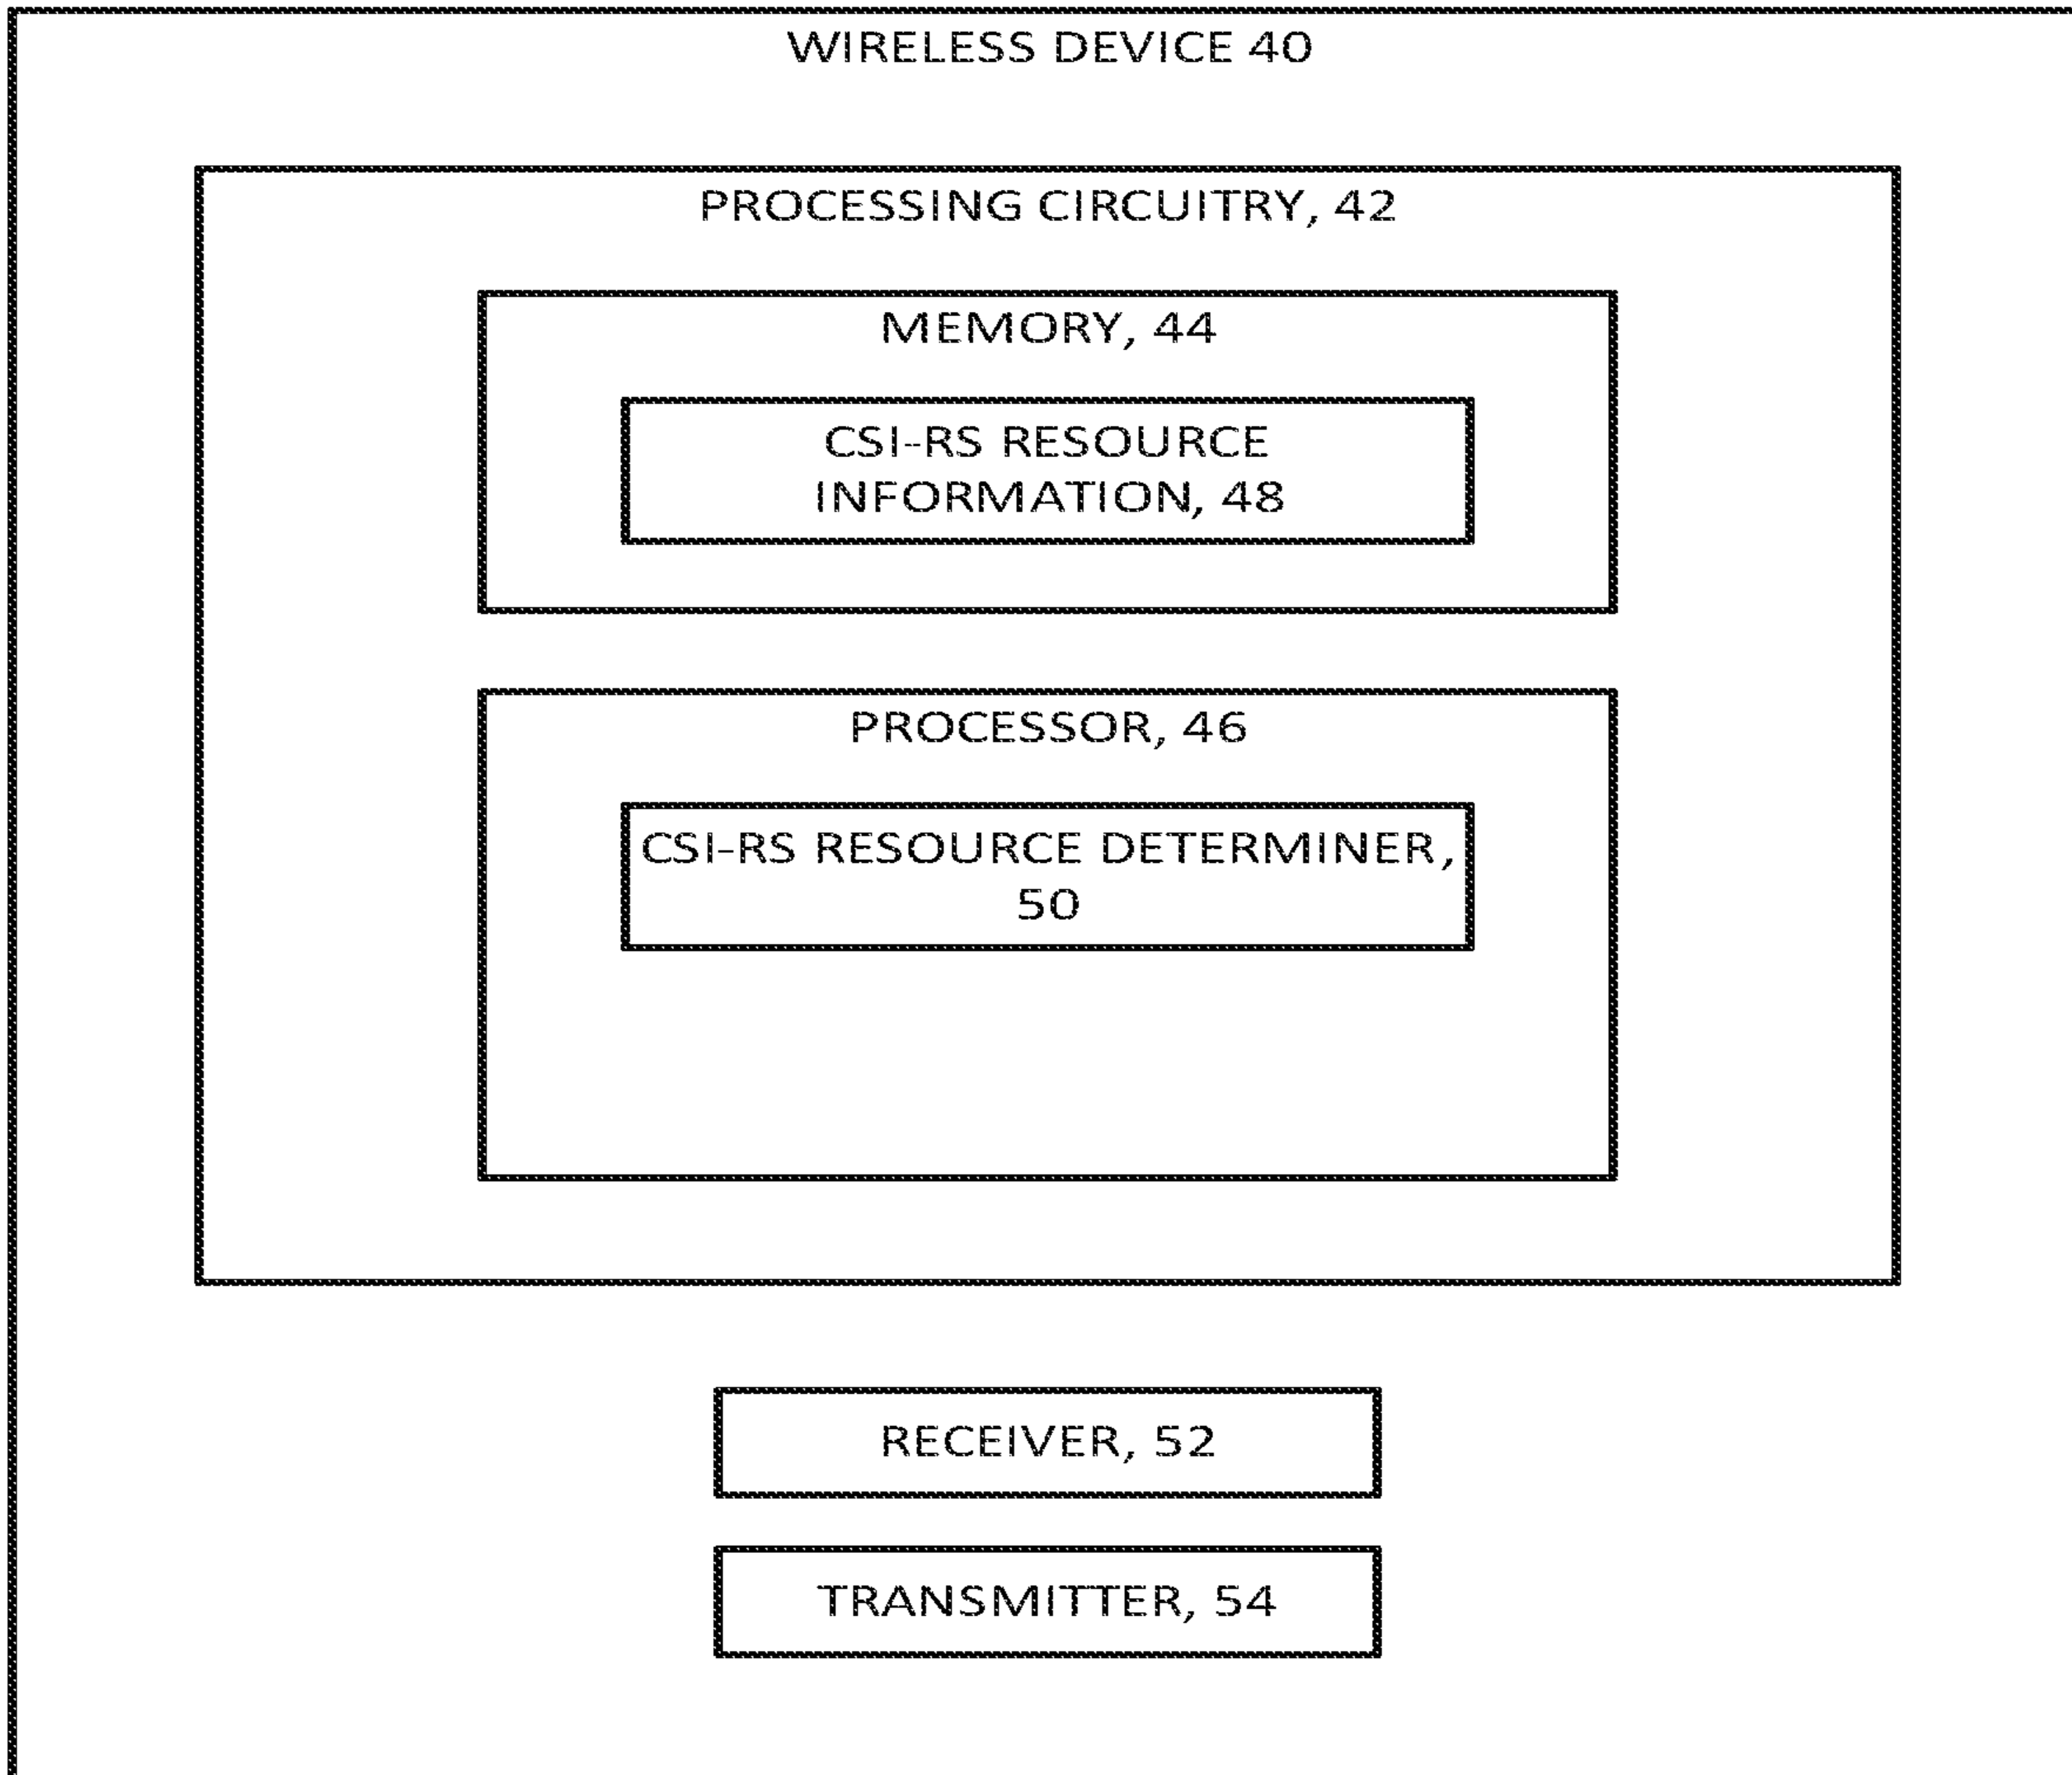 WIRELESS DEVICE 40
PROCESSING CIRCUITRY, 42
MEMORY, 44
CSI-RS RESOURCE
INFORMATION, 48
PROCESSOR, 46
CSI-RS RESOURCE DETERMINER,
50
RECEIVER, 52
TRANSMITTER, 54